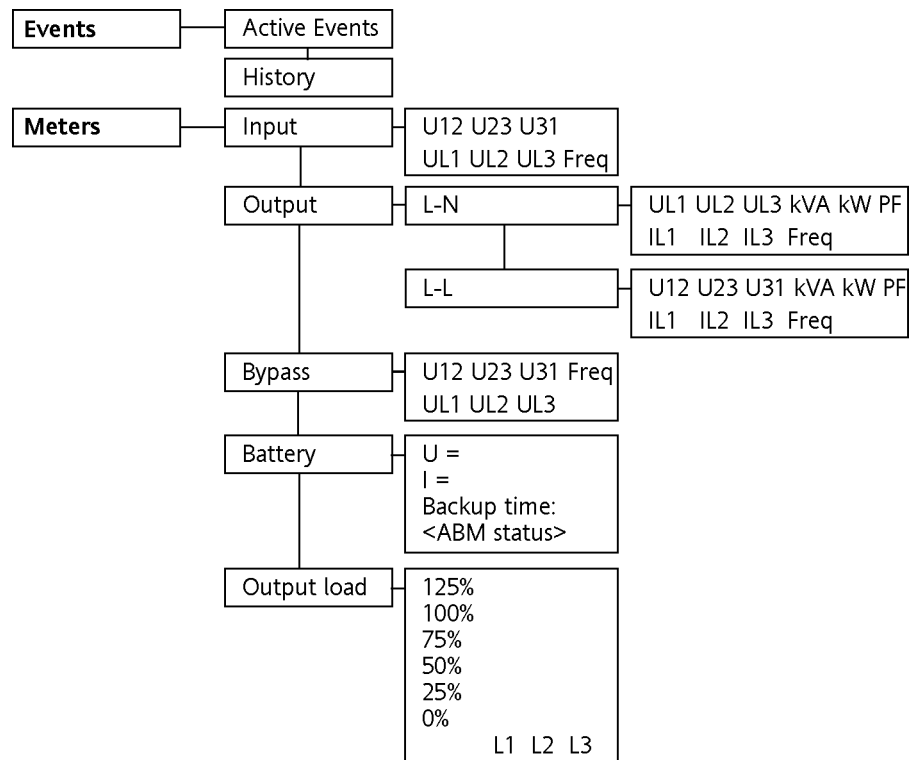 Events
Active Events
History
Meters
Input
U12 U23 U31
UL1 UL2 UL3 Freq
Output
L-N
UL1 UL2 UL3 kVA kW PF
IL1 IL2 IL3 Freq
L-L
U12 U23 U31 kVA kW PF
IL1 IL2 IL3 Freq
Bypass
U12 U23 U31 Freq
UL1 UL2 UL3
Battery
U =
I =
Backup time:
<ABM status>
Output load
125%
100%
75%
50%
25%
0%
L1 L2 L3